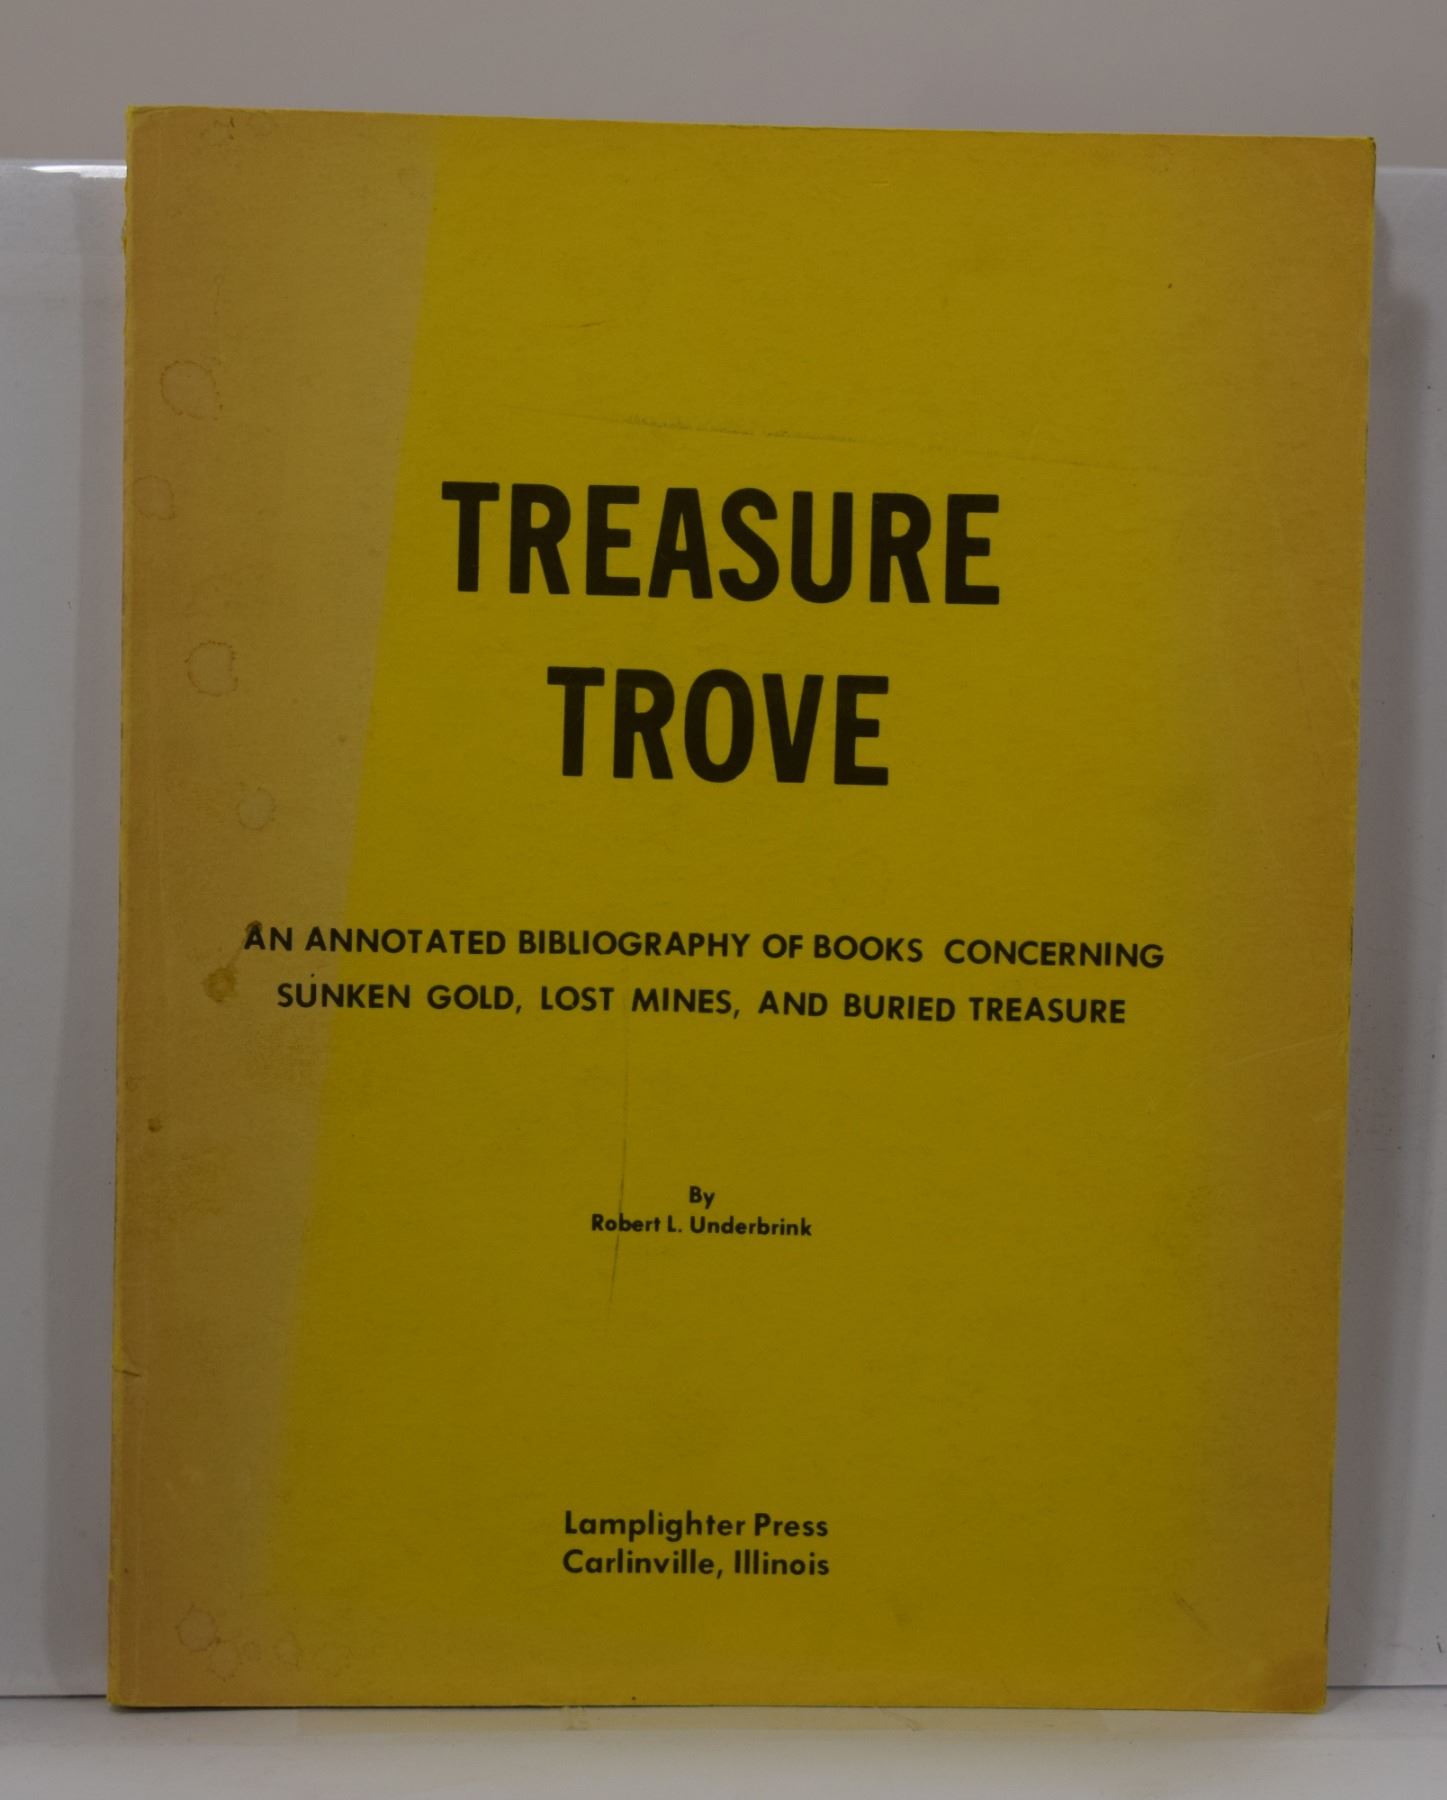 TREASURE
TROVE
AN ANNOTATED BIBLIOGRAPHY OF BOOKS CONCERNING
SUNKEN GOLD, LOST MINES, AND BURIED TREASURE
By
Robert L. Underbrink
Lamplighter Press
Carlinville, Illinois